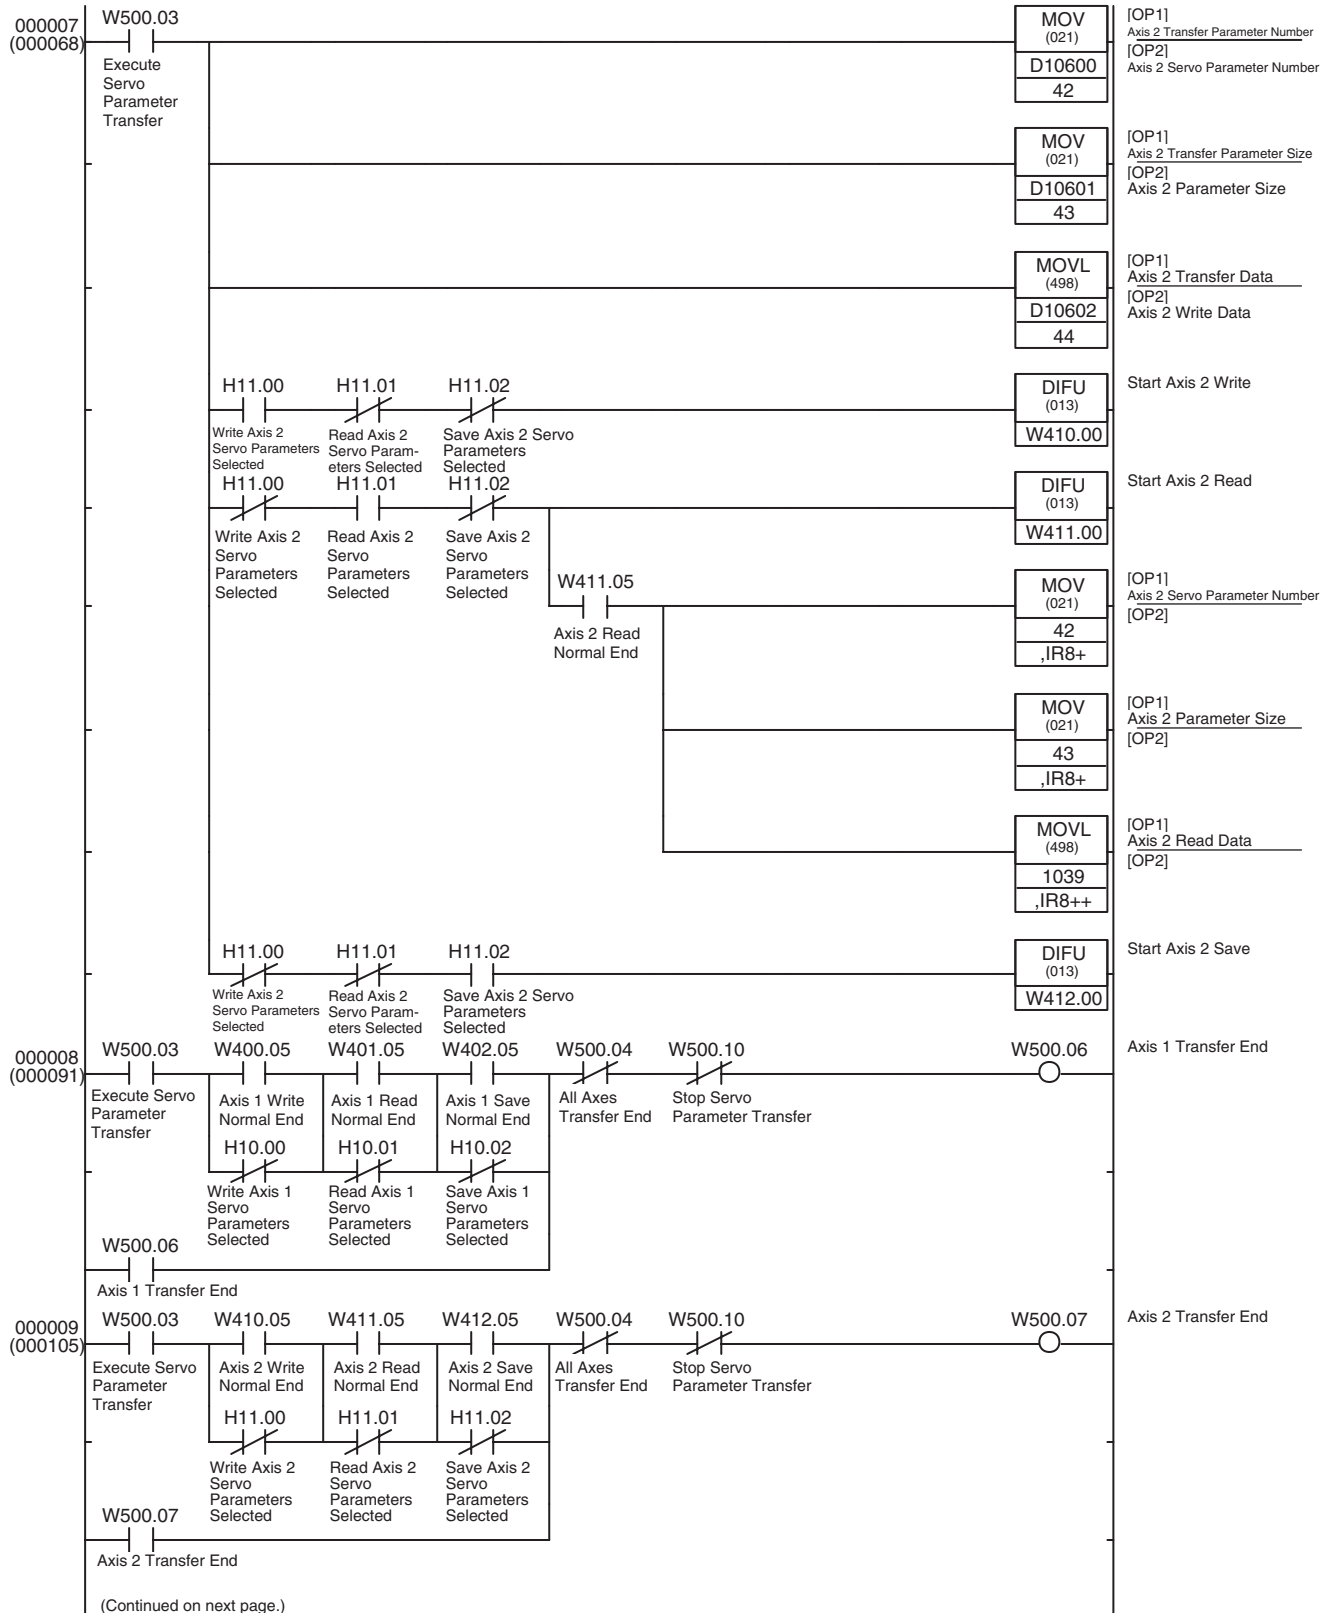 000007
(000068)
W500.03
Execute
Servo
Parameter
Transfer
MOV
(021)
D10600
42
[OP1]
Axis 2 Transfer Parameter Number
[OP2]
Axis 2 Servo Parameter Number
MOV
(021)
D10601
43
[OP1]
Axis 2 Transfer Parameter Size
[OP2]
Axis 2 Parameter Size
MOVL
(498)
D10602
44
[OP1]
Axis 2 Transfer Data
[OP2]
Axis 2 Write Data
H11.00
Write Axis 2
Servo Parameters
Selected
H11.01
Read Axis 2
Servo Param-
eters Selected
H11.02
Save Axis 2 Servo
Parameters
Selected
DIFU
(013)
W410.00
Start Axis 2 Write
H11.00
Write Axis 2
Servo
Parameters
Selected
H11.01
Read Axis 2
Servo
Parameters
Selected
H11.02
Save Axis 2
Servo
Parameters
Selected
DIFU
(013)
W411.00
Start Axis 2 Read
W411.05
Axis 2 Read
Normal End
MOV
(021)
42
,IR8+
[OP1]
Axis 2 Servo Parameter Number
[OP2]
MOV
(021)
43
,IR8+
[OP1]
Axis 2 Parameter Size
[OP2]
MOVL
(498)
1039
,IR8++
[OP1]
Axis 2 Read Data
[OP2]
H11.00
Write Axis 2
Servo Parameters
Selected
H11.01
Read Axis 2
Servo Param-
eters Selected
H11.02
Save Axis 2 Servo
Parameters
Selected
DIFU
(013)
W412.00
Start Axis 2 Save
000008
(000091)
W500.03
Execute Servo
Parameter
Transfer
W400.05
Axis 1 Write
Normal End
W401.05
Axis 1 Read
Normal End
W402.05
Axis 1 Save
Normal End
W500.04
All Axes
Transfer End
W500.10
Stop Servo
Parameter Transfer
W500.06
Axis 1 Transfer End
H10.00
Write Axis 1
Servo
Parameters
Selected
H10.01
Read Axis 1
Servo
Parameters
Selected
H10.02
Save Axis 1
Servo
Parameters
Selected
W500.06
Axis 1 Transfer End
000009
(000105)
W500.03
Execute Servo
Parameter
Transfer
W410.05
Axis 2 Write
Normal End
W411.05
Axis 2 Read
Normal End
W412.05
Axis 2 Save
Normal End
W500.04
All Axes
Transfer End
W500.10
Stop Servo
Parameter Transfer
W500.07
Axis 2 Transfer End
H11.00
Write Axis 2
Servo
Parameters
Selected
H11.01
Read Axis 2
Servo
Parameters
Selected
H11.02
Save Axis 2
Servo
Parameters
Selected
W500.07
Axis 2 Transfer End
(Continued on next page.)